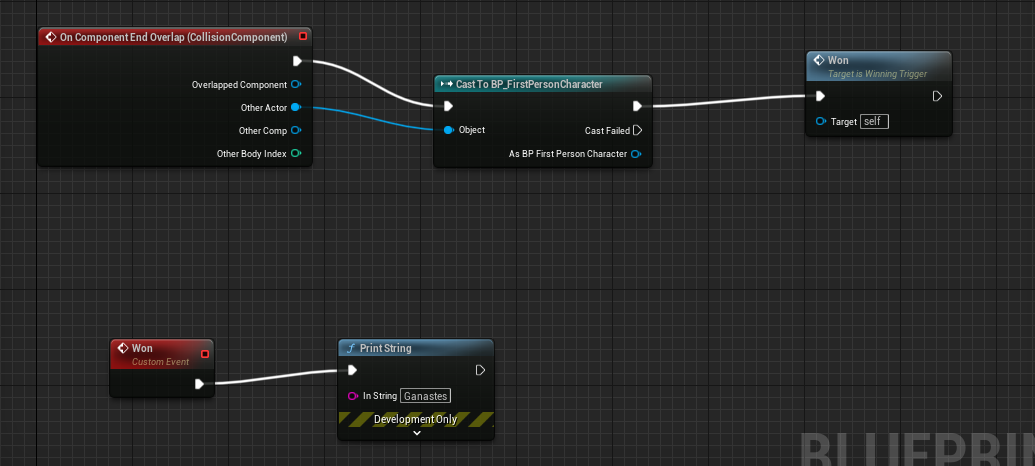 On Component End Overlap (CollisionComponent)
Overlapped Component
Other Actor
Other Comp
Other Body Index
Cast To BP_FirstPersonCharacter
Object
Cast Failed
As BP First Person Character
Won
Target is Winning Trigger
Target self
Won
Custom Event
Print String
In String Ganastes
Development Only
BLUEPRIN